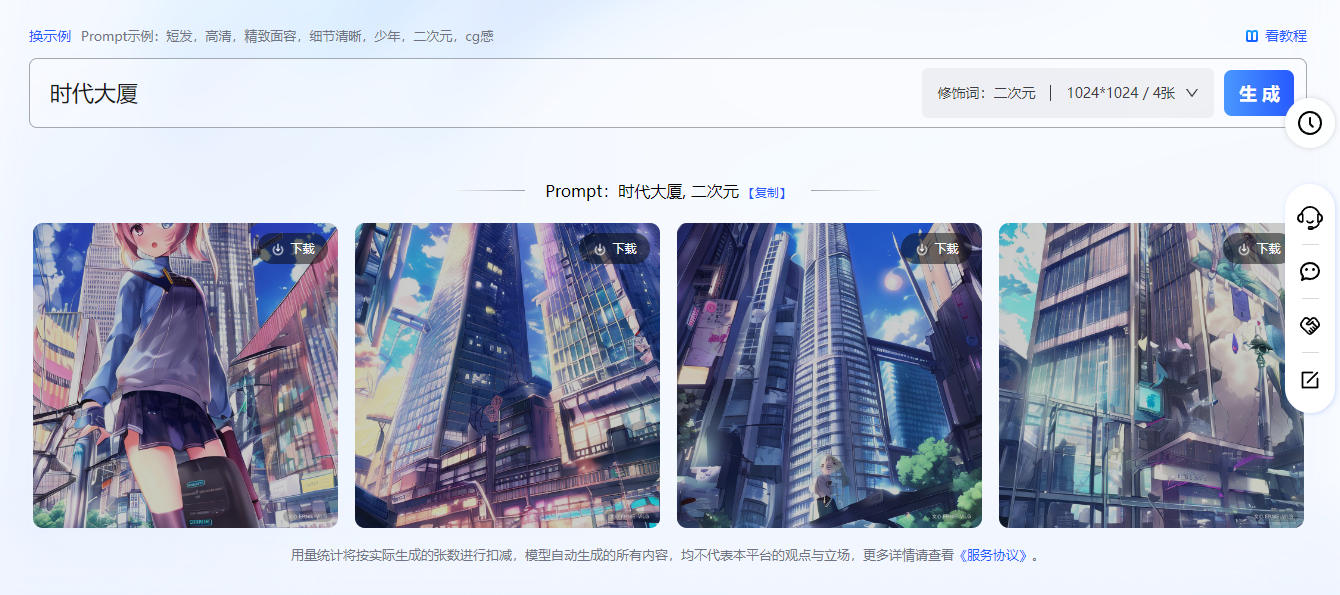 换示例 Prompt示例：短发，高清，精致面容，细节清晰，少年，二次元，cg感 看教程
时代大厦 修饰词：二次元 | 1024*1024 / 4张 生成
Prompt：时代大厦, 二次元 【复制】
下载 下载 下载 下载
用量统计将按实际生成的张数进行扣减，模型自动生成的所有内容，均不代表本平台的观点与立场，更多详情请查看《服务协议》。